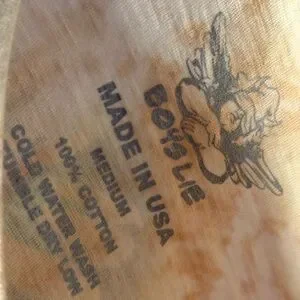 BOYS LIE
MADE IN USA
MEDIUM
100% COTTON
COLD WATER WASH
TUMBLE DRY LOW